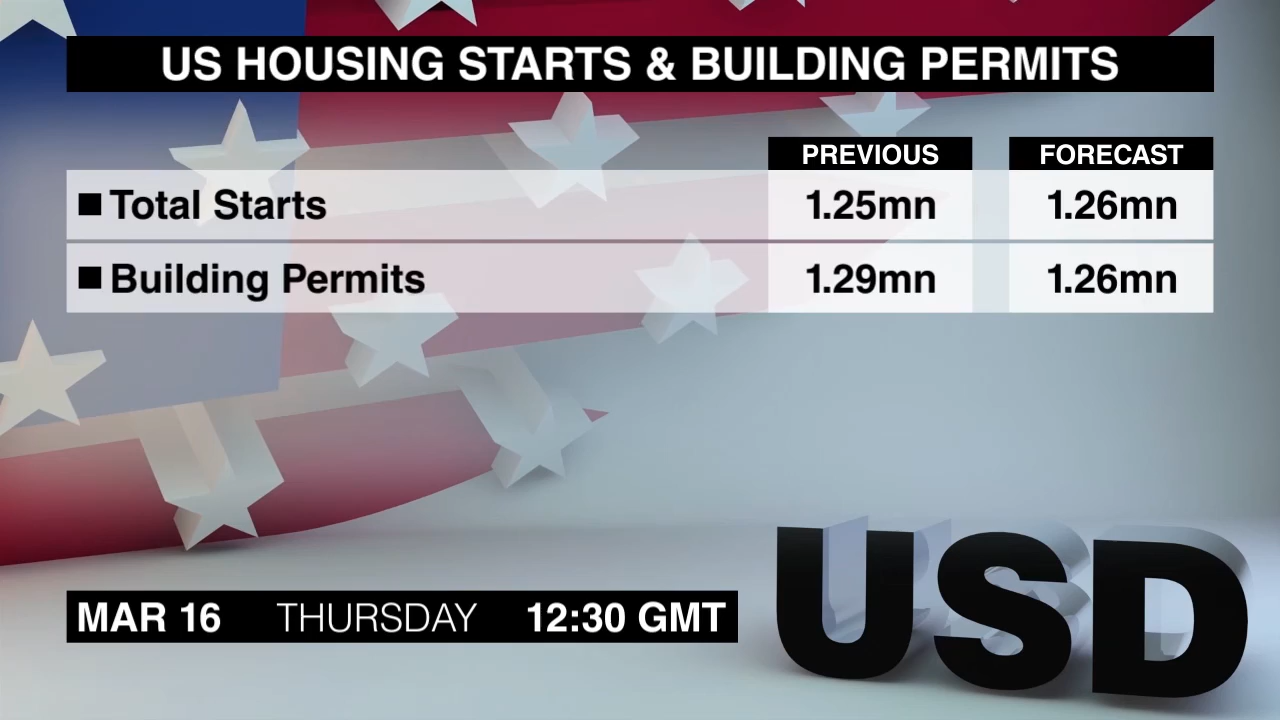 US HOUSING STARTS & BUILDING PERMITS
PREVIOUS FORECAST
Total Starts 1.25mn 1.26mn
Building Permits 1.29mn 1.26mn
MAR 16 THURSDAY 12:30 GMT
USD